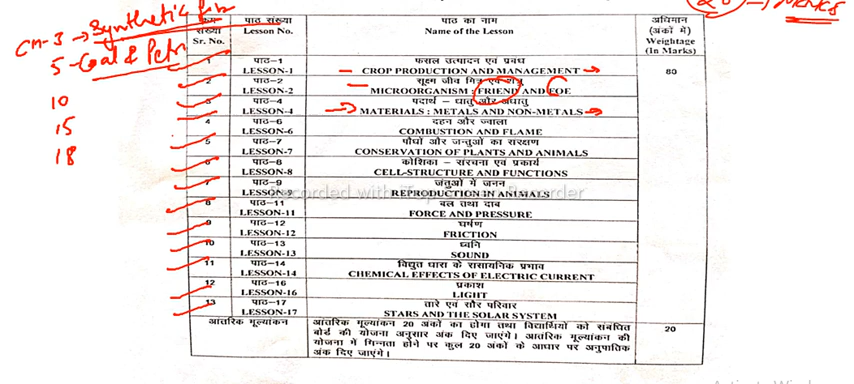 CH-3 → Synthetic
5- Coal & Petr
10
15
18
क्रम पाठ संख्या पाठ का नाम अधिमान
संख्या Lesson No. Name of the Lesson (अंकों में)
Sr. No. Weightage
(In Marks)
1 पाठ–1 फसल उत्पादन एवं प्रबंध 80
LESSON-1 CROP PRODUCTION AND MANAGEMENT
2 पाठ–2 सूक्ष्म जीव मित्र एवं शत्रु
LESSON-2 MICROORGANISM : FRIEND AND FOE
3 पाठ–4 पदार्थ – धातु और अधातु
LESSON-4 MATERIALS : METALS AND NON-METALS
4 पाठ–6 दहन और ज्वाला
LESSON-6 COMBUSTION AND FLAME
5 पाठ–7 पौधों और जन्तुओं का संरक्षण
LESSON-7 CONSERVATION OF PLANTS AND ANIMALS
6 पाठ–8 कोशिका – संरचना एवं प्रकार्य
LESSON-8 CELL-STRUCTURE AND FUNCTIONS
7 पाठ–9 जंतुओं में जनन
LESSON-9 REPRODUCTION IN ANIMALS
8 पाठ–11 बल तथा दाब
LESSON-11 FORCE AND PRESSURE
9 पाठ–12 घर्षण
LESSON-12 FRICTION
10 पाठ–13 ध्वनि
LESSON-13 SOUND
11 पाठ–14 विद्युत धारा के रासायनिक प्रभाव
LESSON-14 CHEMICAL EFFECTS OF ELECTRIC CURRENT
12 पाठ–16 प्रकाश
LESSON-16 LIGHT
13 पाठ–17 तारे एवं सौर परिवार
LESSON-17 STARS AND THE SOLAR SYSTEM
आंतरिक मूल्यांकन आंतरिक मूल्यांकन 20 अंकों का होगा तथा विद्यार्थियों को संबंधित 20
बोर्ड की योजना अनुसार अंक दिए जाएंगे। आंतरिक मूल्यांकन की
योजना में भिन्नता होने पर कुल 20 अंकों के आधार पर अनुपातिक
अंक दिए जाएंगे।